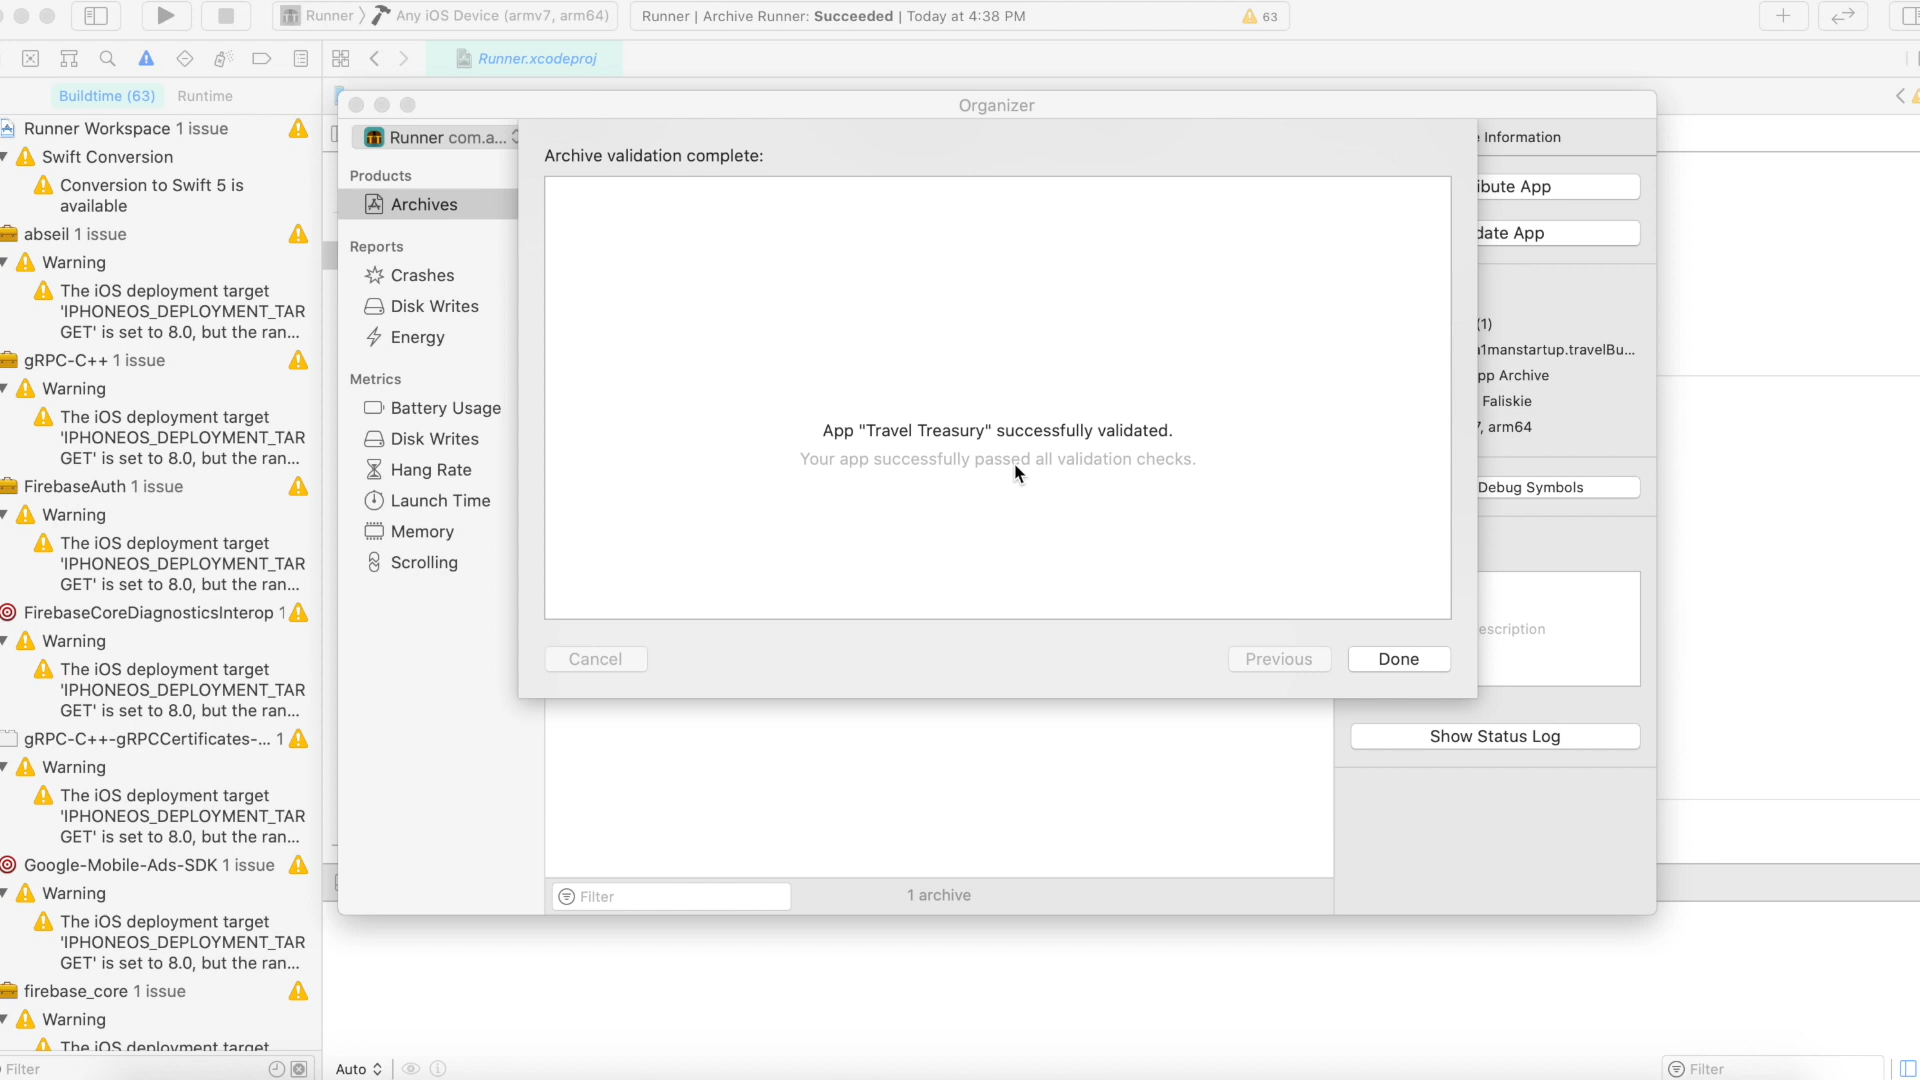 Runner
Any iOS Device (armv7, arm64)
Runner | Archive Runner: Succeeded | Today at 4:38 PM
63
Runner.xcodeproj
Buildtime (63)
Runtime
Runner Workspace 1 issue
Swift Conversion
Conversion to Swift 5 is
available
abseil 1 issue
Warning
The iOS deployment target
'IPHONEOS_DEPLOYMENT_TAR
GET' is set to 8.0, but the ran...
gRPC-C++ 1 issue
Warning
The iOS deployment target
'IPHONEOS_DEPLOYMENT_TAR
GET' is set to 8.0, but the ran...
FirebaseAuth 1 issue
Warning
The iOS deployment target
'IPHONEOS_DEPLOYMENT_TAR
GET' is set to 8.0, but the ran...
FirebaseCoreDiagnosticsInterop 1
Warning
The iOS deployment target
'IPHONEOS_DEPLOYMENT_TAR
GET' is set to 8.0, but the ran...
gRPC-C++-gRPCCertificates-... 1
Warning
The iOS deployment target
'IPHONEOS_DEPLOYMENT_TAR
GET' is set to 8.0, but the ran...
Google-Mobile-Ads-SDK 1 issue
Warning
The iOS deployment target
'IPHONEOS_DEPLOYMENT_TAR
GET' is set to 8.0, but the ran...
firebase_core 1 issue
Warning
The iOS deployment target
Filter
Organizer
Runner com.a...
Products
Archives
Reports
Crashes
Disk Writes
Energy
Metrics
Battery Usage
Disk Writes
Hang Rate
Launch Time
Memory
Scrolling
Archive validation complete:
App "Travel Treasury" successfully validated.
Your app successfully passed all validation checks.
Cancel
Previous
Done
Information
ibute App
date App
(1)
a1manstartup.travelBu...
pp Archive
Faliskie
7, arm64
Debug Symbols
escription
Show Status Log
Filter
1 archive
Auto
Filter